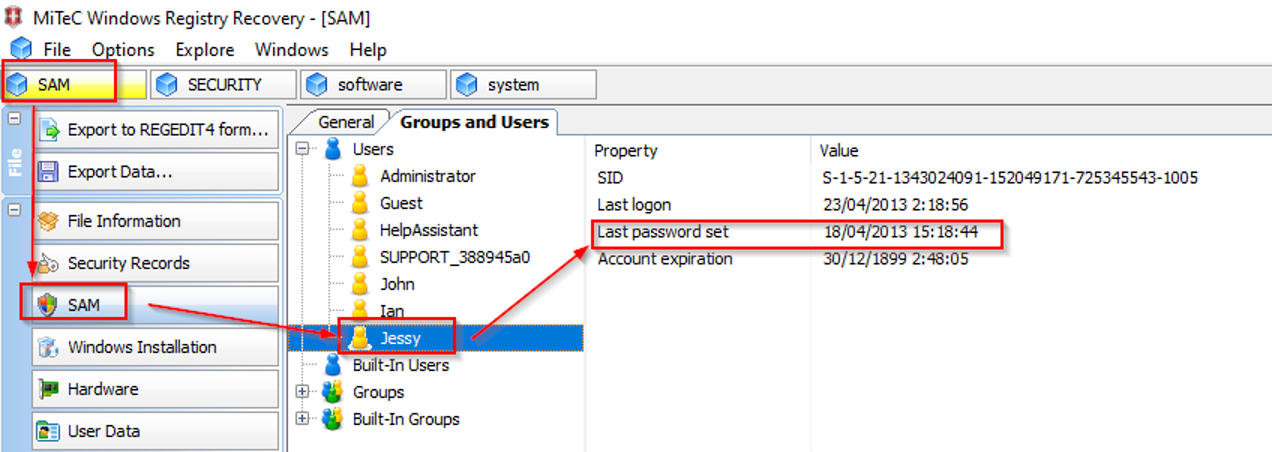 MiTeC Windows Registry Recovery - [SAM]
File Options Explore Windows Help
SAM SECURITY software system
File
Export to REGEDIT4 form...
Export Data...
File Information
Security Records
SAM
Windows Installation
Hardware
User Data
General Groups and Users
Users
Administrator
Guest
HelpAssistant
SUPPORT_388945a0
John
Ian
Jessy
Built-In Users
Groups
Built-In Groups
Property Value
SID S-1-5-21-1343024091-152049171-725345543-1005
Last logon 23/04/2013 2:18:56
Last password set 18/04/2013 15:18:44
Account expiration 30/12/1899 2:48:05